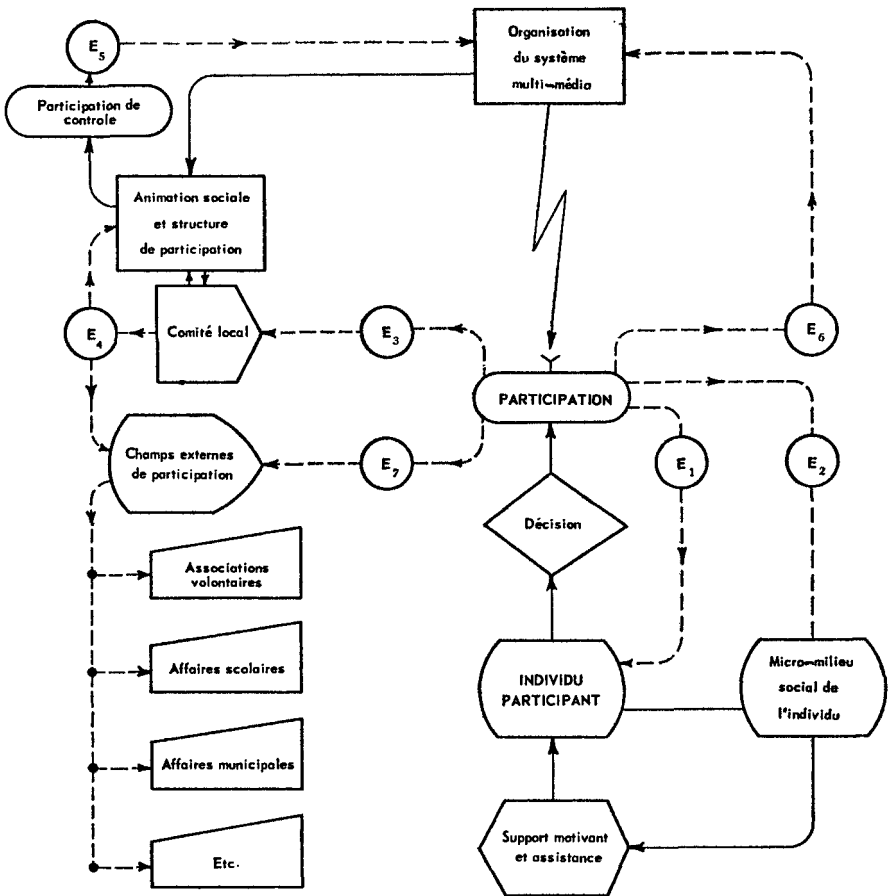 E5
Organisation
du système
multi-média
Participation de
controle
Animation sociale
et structure
de participation
E4
Comité local
E3
E6
PARTICIPATION
Champs externes
de participation
E7
E1
E2
Décision
Associations
volontaires
Affaires scolaires
INDIVIDU
PARTICIPANT
Micro-milieu
social de
l'individu
Affaires municipales
Support motivant
et assistance
Etc.